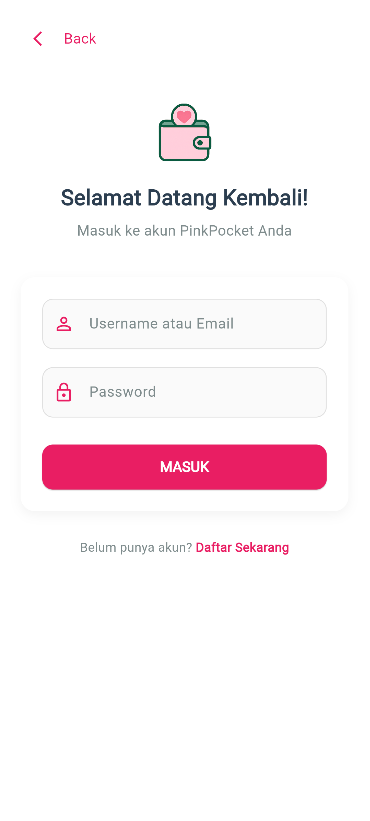 Back
Selamat Datang Kembali!
Masuk ke akun PinkPocket Anda
Username atau Email
Password
MASUK
Belum punya akun? Daftar Sekarang